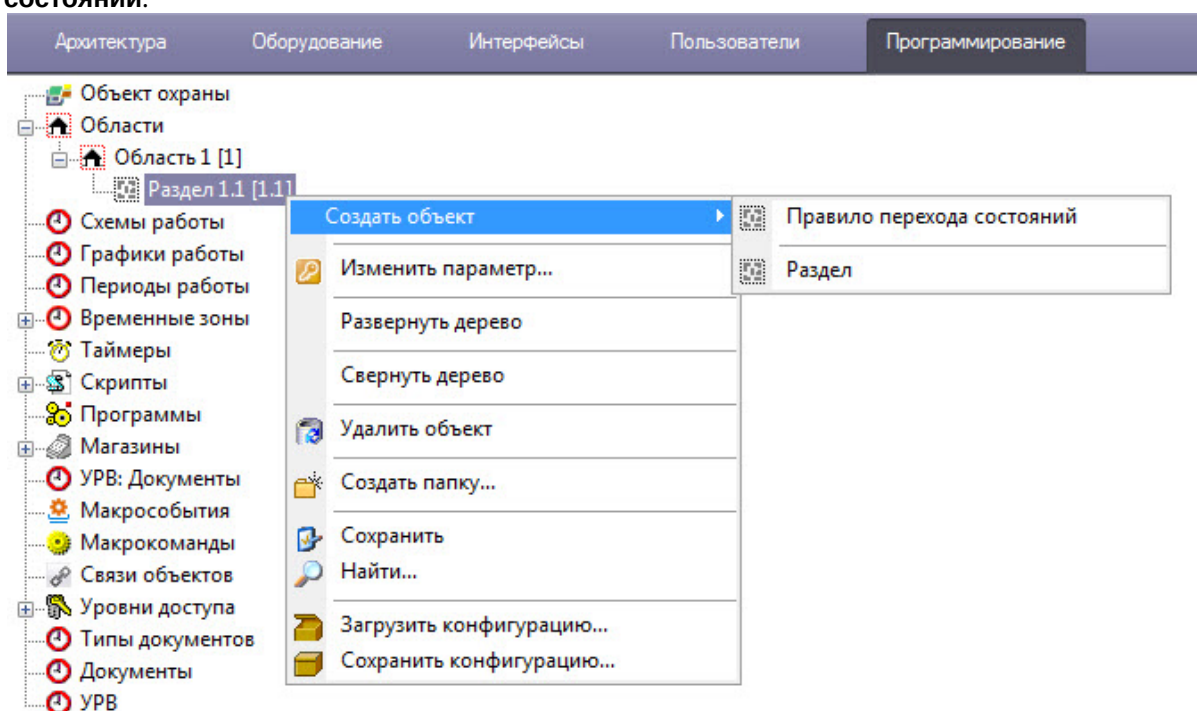 состояний.
Архитектура Оборудование Интерфейсы Пользователи Программирование
Объект охраны
Области
Область 1 [1]
Раздел 1.1 [1.1]
Схемы работы
Графики работы
Периоды работы
Временные зоны
Таймеры
Скрипты
Программы
Магазины
УРВ: Документы
Макрособытия
Макрокоманды
Связи объектов
Уровни доступа
Типы документов
Документы
УРВ
Создать объект
Изменить параметр...
Развернуть дерево
Свернуть дерево
Удалить объект
Создать папку...
Сохранить
Найти...
Загрузить конфигурацию...
Сохранить конфигурацию...
Правило перехода состояний
Раздел